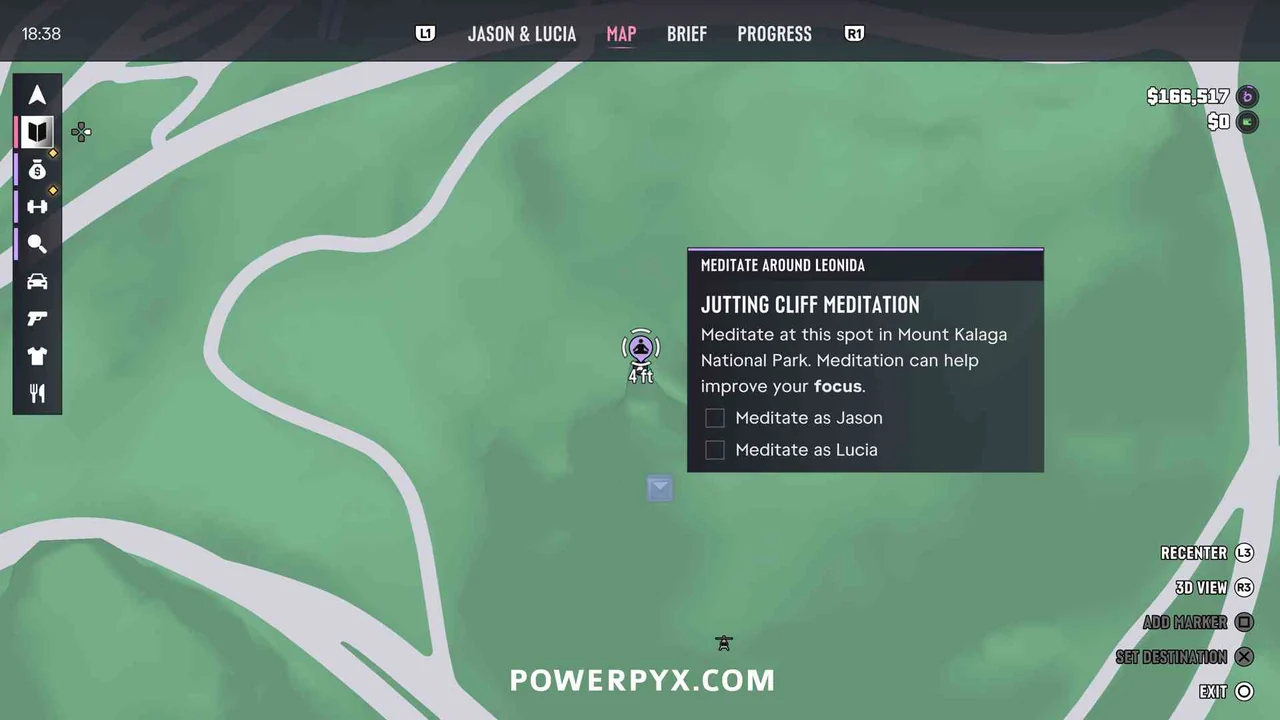 18:38
L1 JASON & LUCIA MAP BRIEF PROGRESS R1
$166,517
$0
MEDITATE AROUND LEONIDA
JUTTING CLIFF MEDITATION
Meditate at this spot in Mount Kalaga
National Park. Meditation can help
improve your focus.
Meditate as Jason
Meditate as Lucia
4 ft
RECENTER L3
3D VIEW R3
ADD MARKER
SET DESTINATION
EXIT
POWERPYX.COM